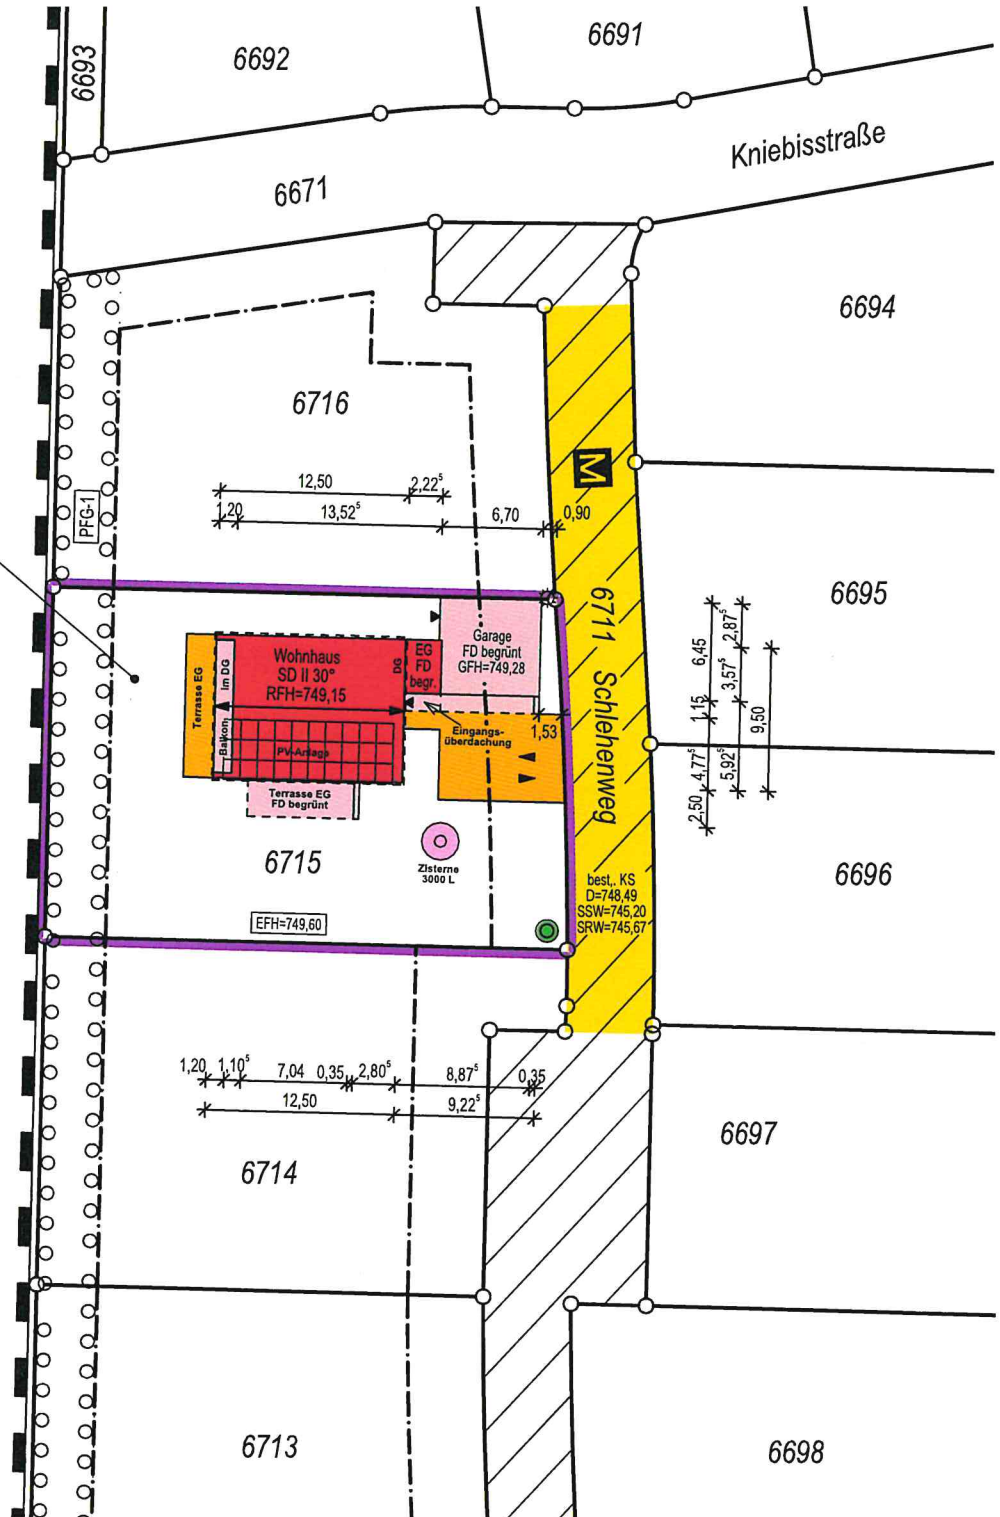 6693
6692
6691
Kniebisstraße
6671
6694
6716
M
12,50
2,22⁵
1,20
13,52⁵
6,70
0,90
PFG-1
6711 Schlehenweg
6695
Garage
FD begrünt
GFH=749,28
Wohnhaus
SD II 30°
RFH=749,15
DG
EG
FD
begr.
Terrasse EG
Balkon
im DG
PV-Anlage
Eingangs-
überdachung
1,53
Terrasse EG
FD begrünt
6,45
2,87⁵
3,57⁵
1,15
9,50
4,77⁵
5,92⁵
2,50
6715
Zisterne
3000 L
EFH=749,60
best,. KS
D=748,49
SSW=745,20
SRW=745,67
6696
1,20
1,10⁵
7,04
0,35
2,80⁵
8,87⁵
0,35
12,50
9,22⁵
6714
6697
6713
6698